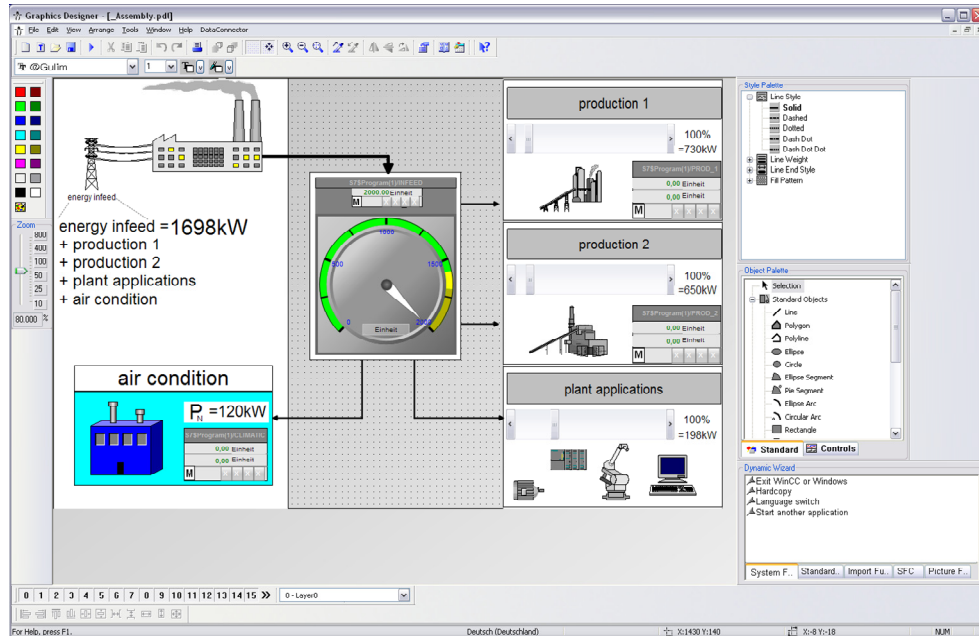 Graphics Designer - [_Assembly.pdl]
File Edit View Arrange Tools Window Help DataConnector
@Gulim 1
production 1
100%
=730kW
S7$Program(1)/PROD_1
0,00 Einheit
0,00 Einheit
M
energy infeed
energy infeed =1698kW
+ production 1
+ production 2
+ plant applications
+ air condition
S7$Program(1)/INFEED
2000.00 Einheit
M
0
500
1000
1500
2000
Einheit
production 2
100%
=650kW
S7$Program(1)/PROD_2
0,00 Einheit
0,00 Einheit
M
air condition
PN =120kW
S7$Program(1)/CLIMATIC
0,00 Einheit
0,00 Einheit
M
plant applications
100%
=198kW
Zoom
800
400
100
50
25
10
80.000 %
Style Palette
Line Style
Solid
Dashed
Dotted
Dash Dot
Dash Dot Dot
Line Weight
Line End Style
Fill Pattern
Object Palette
Selection
Standard Objects
Line
Polygon
Polyline
Ellipse
Circle
Ellipse Segment
Pie Segment
Ellipse Arc
Circular Arc
Rectangle
Standard Controls
Dynamic Wizard
Exit WinCC or Windows
Hardcopy
Language switch
Start another application
System F.. Standard.. Import Fu.. SFC Picture F..
0 1 2 3 4 5 6 7 8 9 10 11 12 13 14 15 0 - Layer0
For Help, press F1. Deutsch (Deutschland) X:1430 Y:140 X:-8 Y:-18 NUM